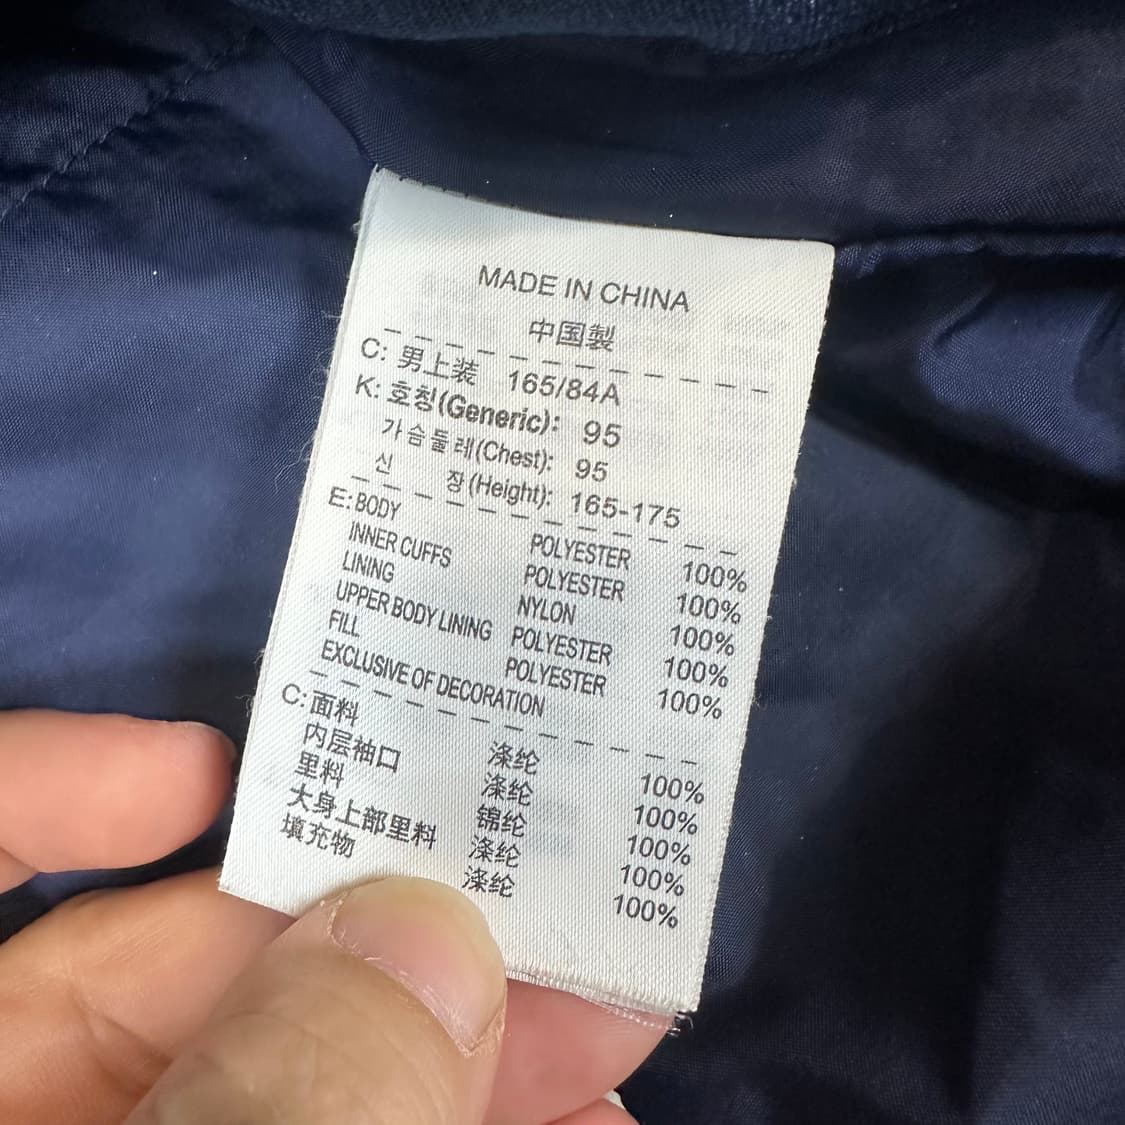 MADE IN CHINA
中国製
C: 男上装 165/84A
K: 호칭(Generic): 95
가슴둘레(Chest): 95
신 장(Height): 165-175
E: BODY POLYESTER 100%
INNER CUFFS POLYESTER 100%
LINING NYLON 100%
UPPER BODY LINING POLYESTER 100%
FILL POLYESTER 100%
EXCLUSIVE OF DECORATION
C: 面料 涤纶 100%
内层袖口 涤纶 100%
里料 锦纶 100%
大身上部里料 涤纶 100%
填充物 涤纶 100%